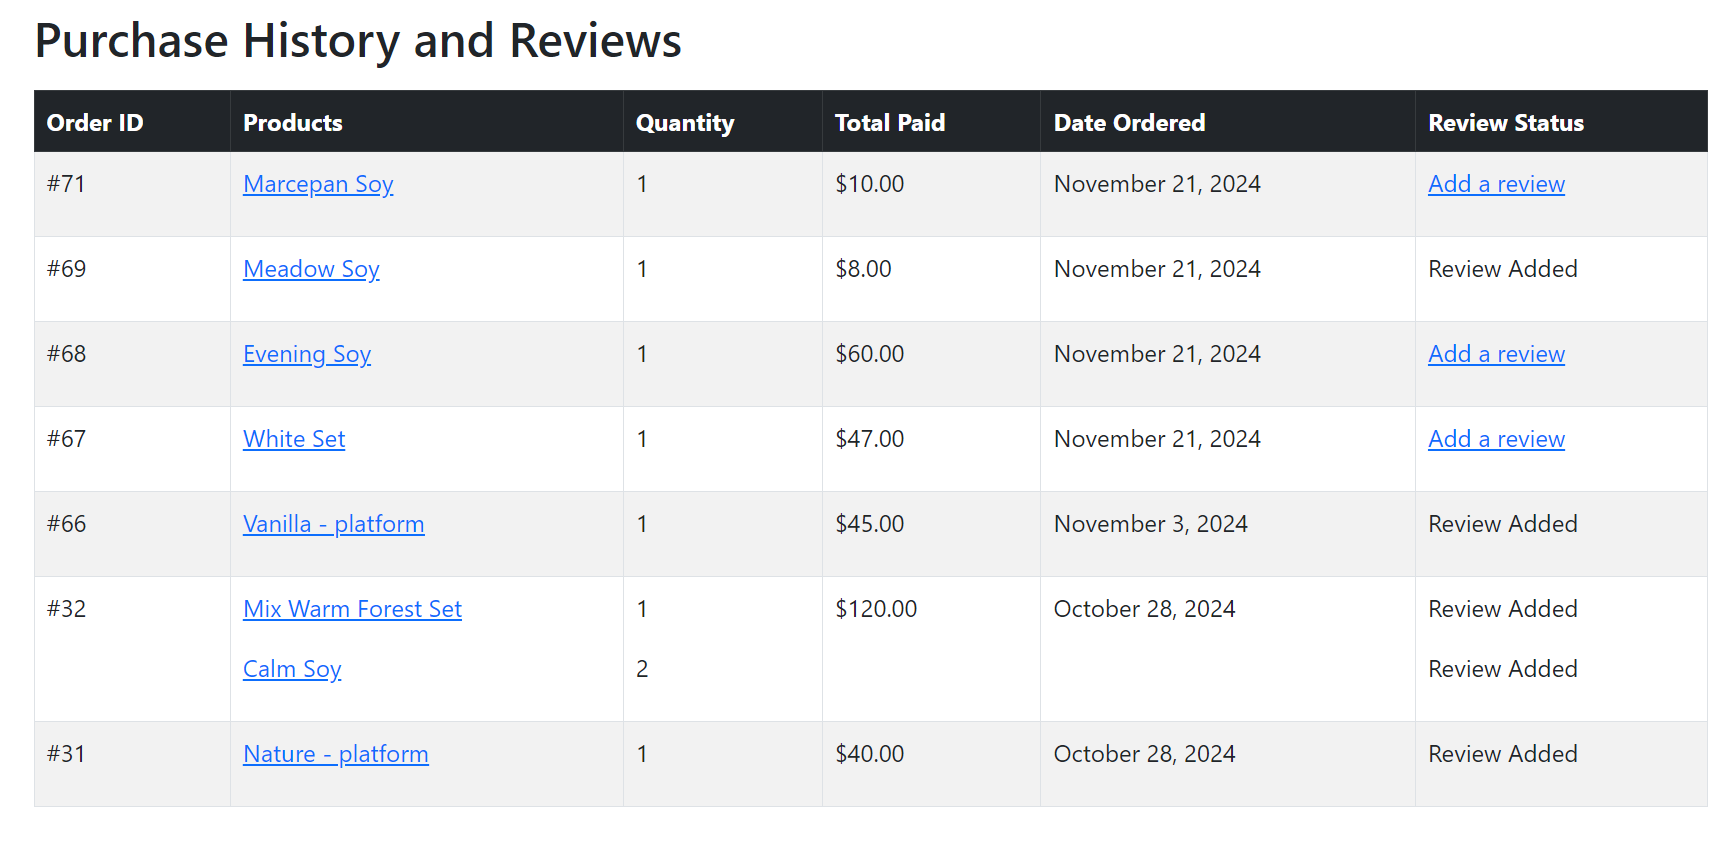 Purchase History and Reviews
Order ID Products Quantity Total Paid Date Ordered Review Status
#71 Marcepan Soy 1 $10.00 November 21, 2024 Add a review
#69 Meadow Soy 1 $8.00 November 21, 2024 Review Added
#68 Evening Soy 1 $60.00 November 21, 2024 Add a review
#67 White Set 1 $47.00 November 21, 2024 Add a review
#66 Vanilla - platform 1 $45.00 November 3, 2024 Review Added
#32 Mix Warm Forest Set 1 $120.00 October 28, 2024 Review Added
Calm Soy 2 Review Added
#31 Nature - platform 1 $40.00 October 28, 2024 Review Added